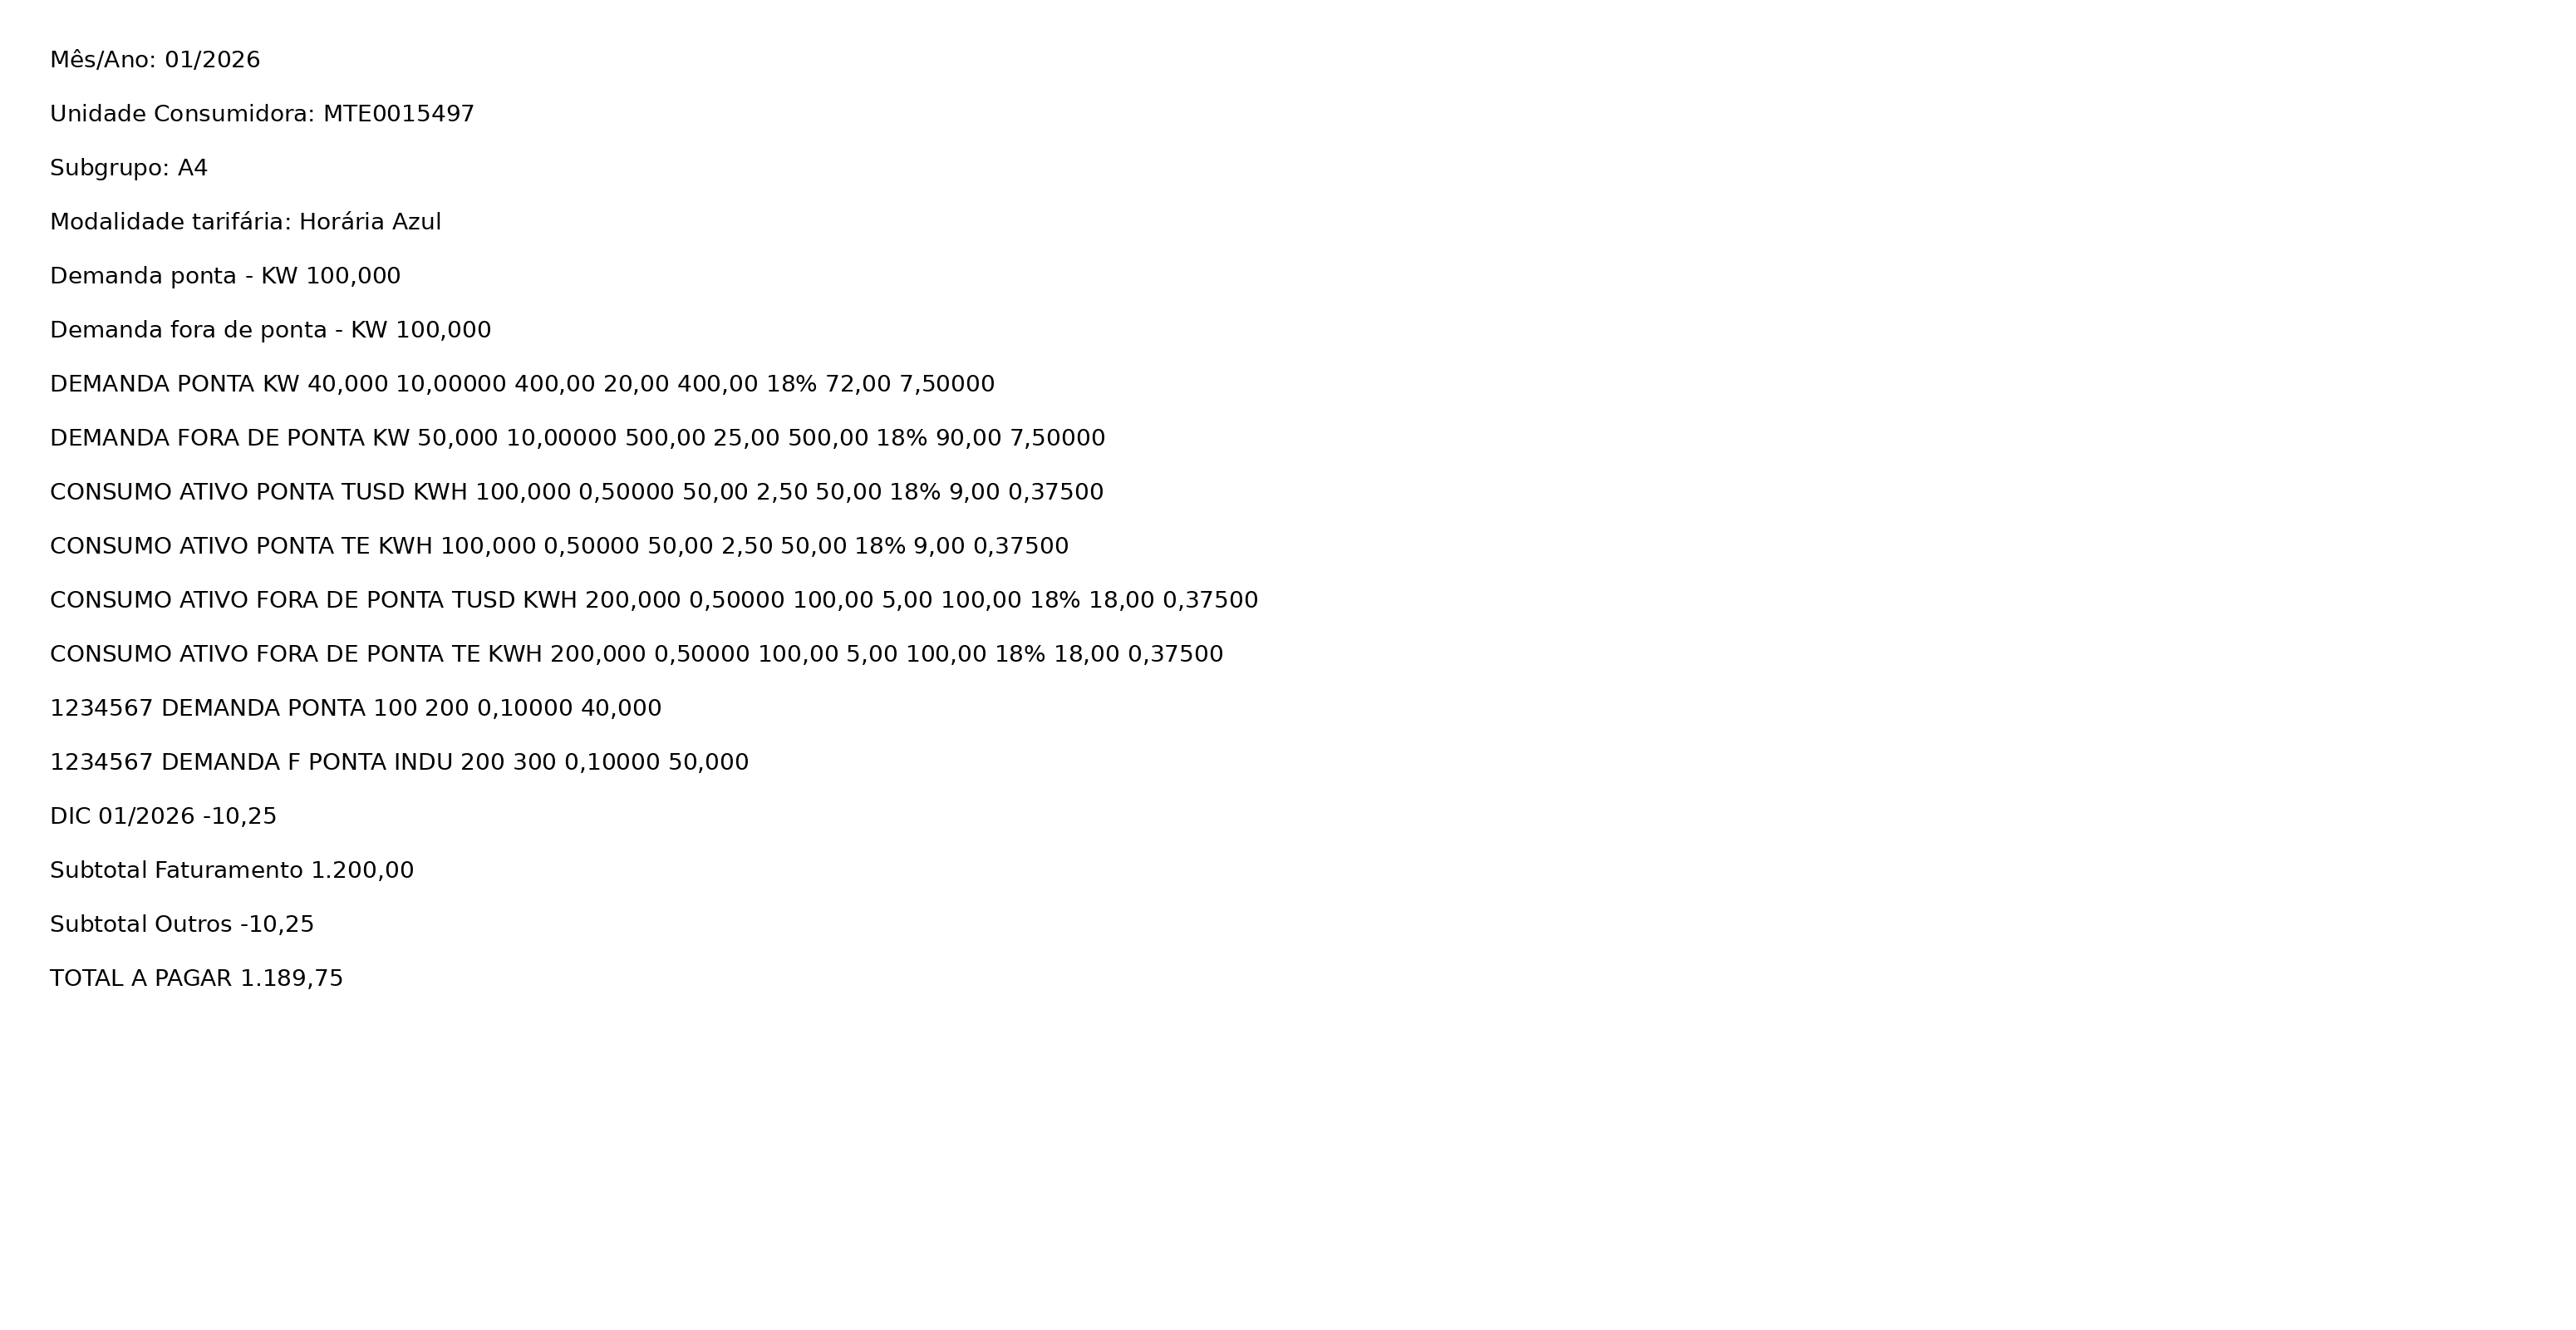 Mês/Ano: 01/2026
Unidade Consumidora: MTE0015497
Subgrupo: A4
Modalidade tarifária: Horária Azul
Demanda ponta - KW 100,000
Demanda fora de ponta - KW 100,000
DEMANDA PONTA KW 40,000 10,00000 400,00 20,00 400,00 18% 72,00 7,50000
DEMANDA FORA DE PONTA KW 50,000 10,00000 500,00 25,00 500,00 18% 90,00 7,50000
CONSUMO ATIVO PONTA TUSD KWH 100,000 0,50000 50,00 2,50 50,00 18% 9,00 0,37500
CONSUMO ATIVO PONTA TE KWH 100,000 0,50000 50,00 2,50 50,00 18% 9,00 0,37500
CONSUMO ATIVO FORA DE PONTA TUSD KWH 200,000 0,50000 100,00 5,00 100,00 18% 18,00 0,37500
CONSUMO ATIVO FORA DE PONTA TE KWH 200,000 0,50000 100,00 5,00 100,00 18% 18,00 0,37500
1234567 DEMANDA PONTA 100 200 0,10000 40,000
1234567 DEMANDA F PONTA INDU 200 300 0,10000 50,000
DIC 01/2026 -10,25
Subtotal Faturamento 1.200,00
Subtotal Outros -10,25
TOTAL A PAGAR 1.189,75